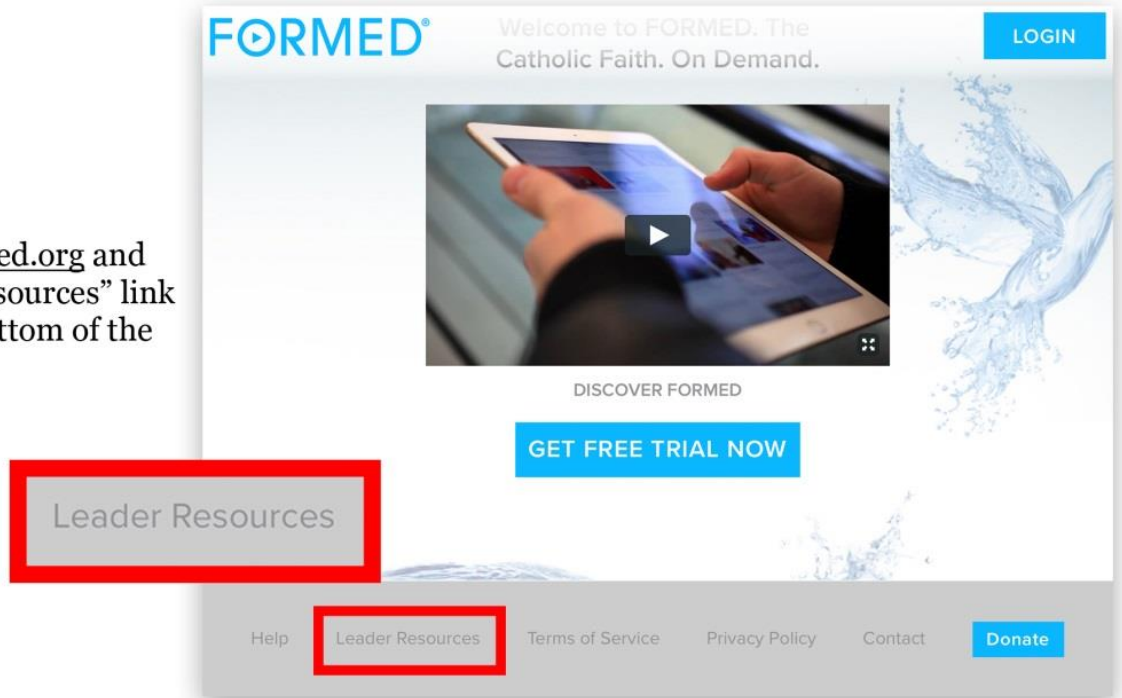 FORMED®
Welcome to FORMED. The
Catholic Faith. On Demand.
LOGIN
ed.org and
sources” link
ttom of the
DISCOVER FORMED
GET FREE TRIAL NOW
Leader Resources
Help Leader Resources Terms of Service Privacy Policy Contact Donate